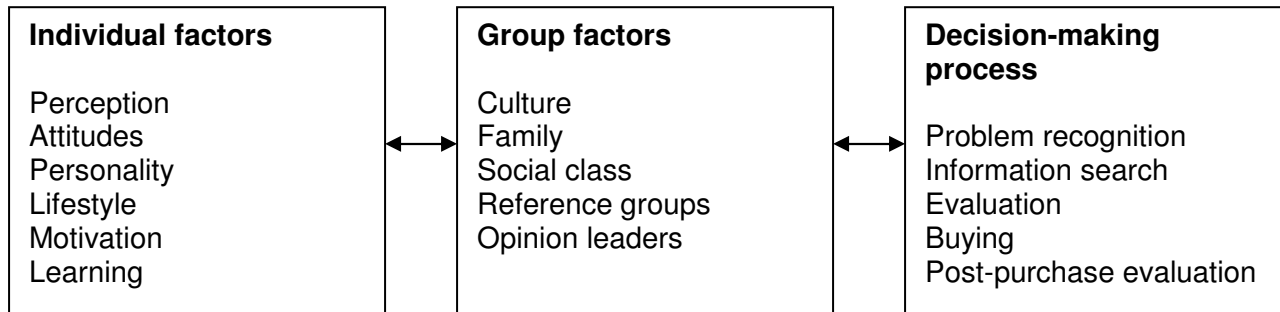 Individual factors
Perception
Attitudes
Personality
Lifestyle
Motivation
Learning
Group factors
Culture
Family
Social class
Reference groups
Opinion leaders
Decision-making
process
Problem recognition
Information search
Evaluation
Buying
Post-purchase evaluation